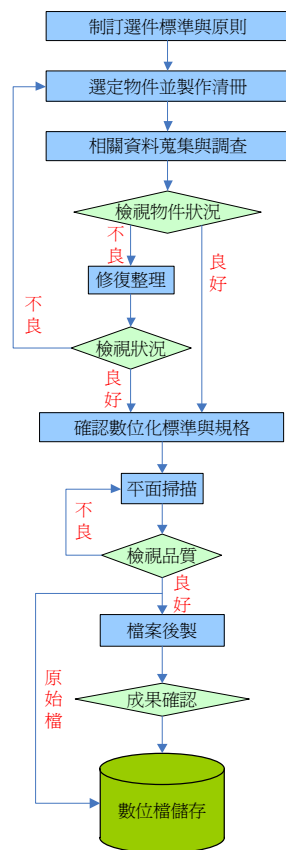 制訂選件標準與原則
選定物件並製作清冊
相關資料蒐集與調查
檢視物件狀況
不良
良好
修復整理
不良
檢視狀況
良好
確認數位化標準與規格
平面掃描
不良
檢視品質
良好
檔案後製
原始檔
成果確認
數位檔儲存